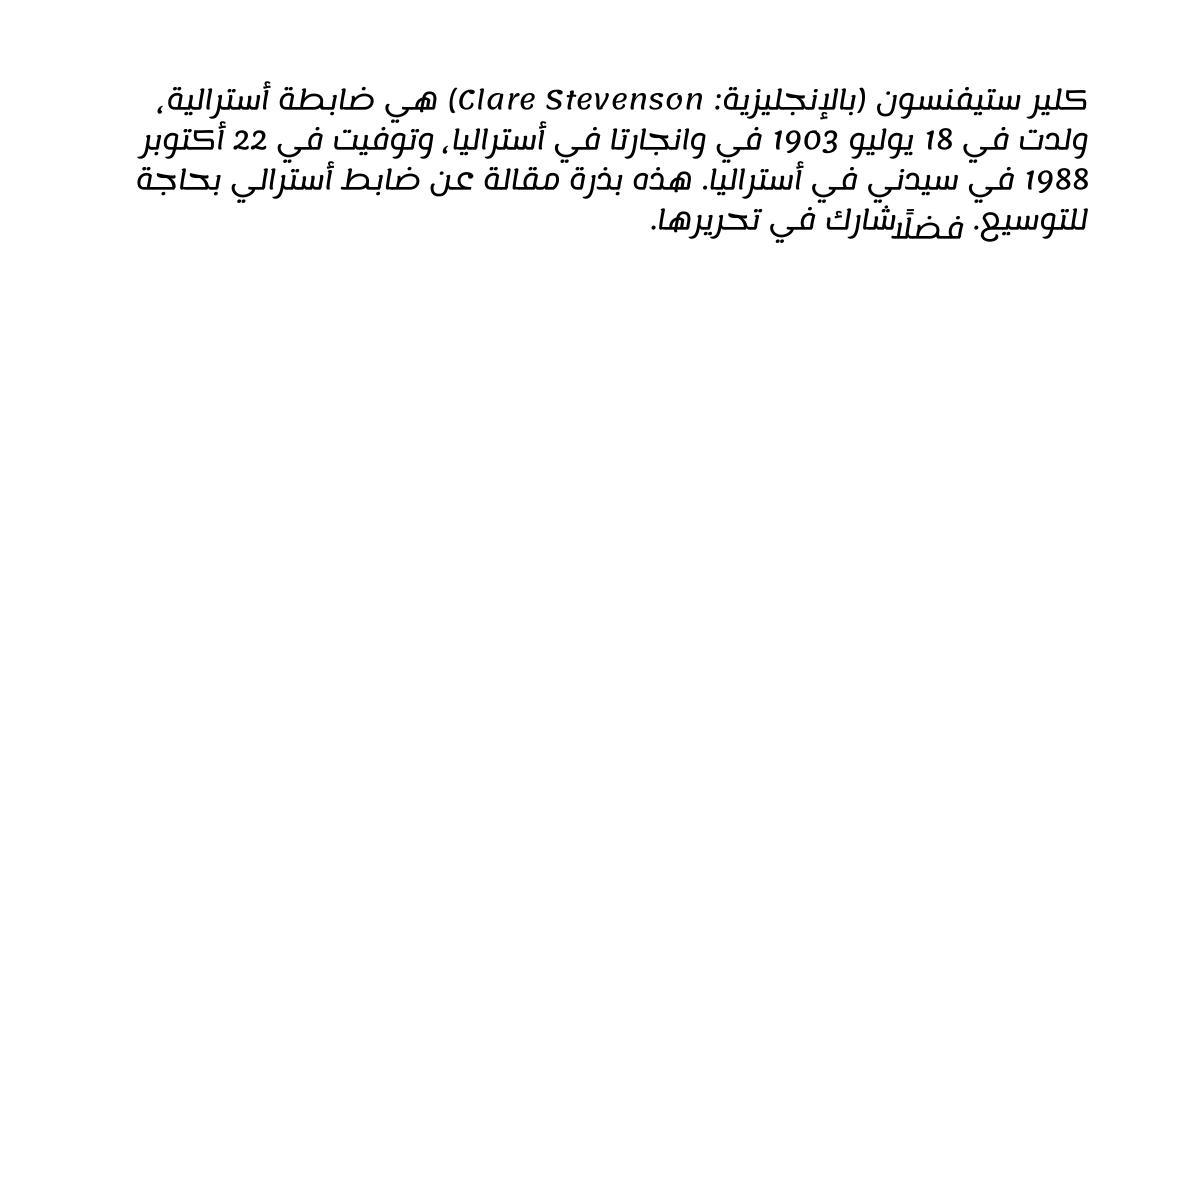 كلير ستيفنسون (بالإنجليزية: Clare Stevenson) هي ضابطة أسترالية،
ولدت في 18 يوليو 1903 في وانجارتا في أستراليا، وتوفيت في 22 أكتوبر
1988 في سيدني في أستراليا. هذه بذرة مقالة عن ضابط أسترالي بحاجة
للتوسيع. فضلًا شارك في تحريرها.